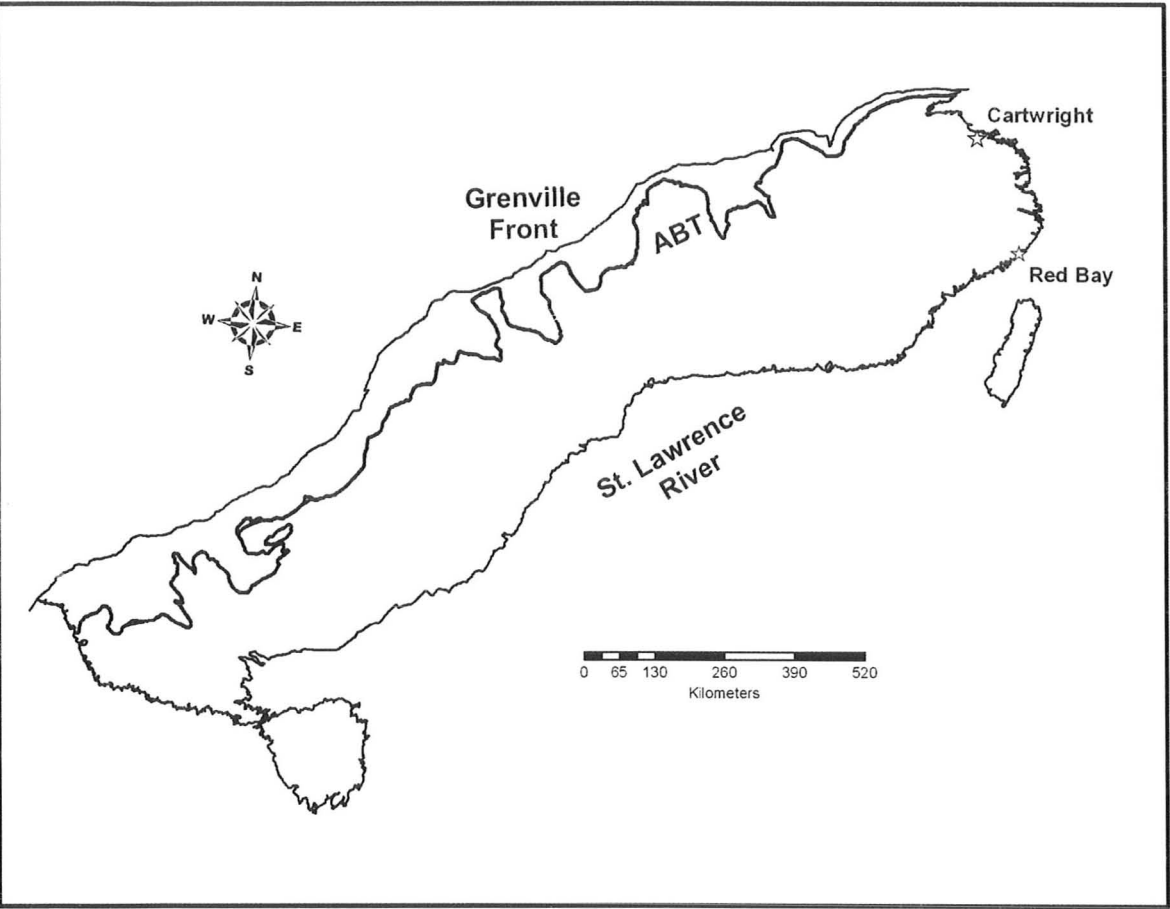 Cartwright
Grenville
Front
ABT
Red Bay
N
W
E
S
St. Lawrence
River
0 65 130 260 390 520
Kilometers